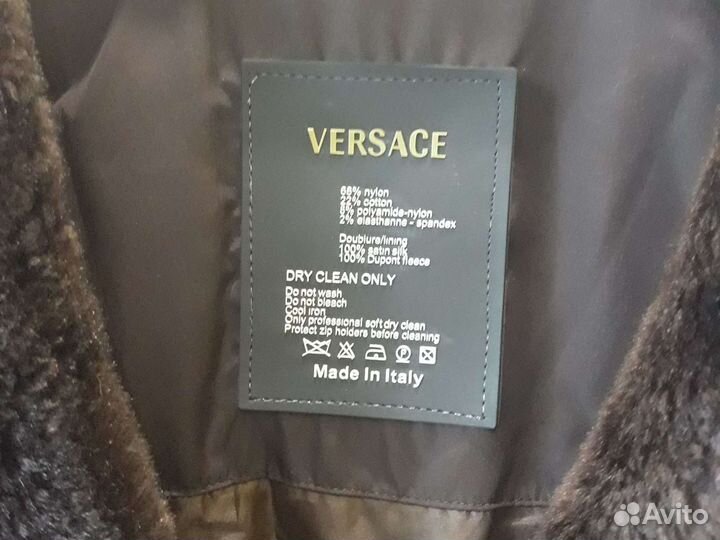 VERSACE
68% nylon
22% cotton
8% polyamide-nylon
2% elasthanne - spandex
Doublure/lining
100% satin silk
100% Dupont fleece
DRY CLEAN ONLY
Do not wash
Do not bleach
Cool iron
Only professional soft dry clean
Protect zip holders before cleaning
Made In Italy
Avito